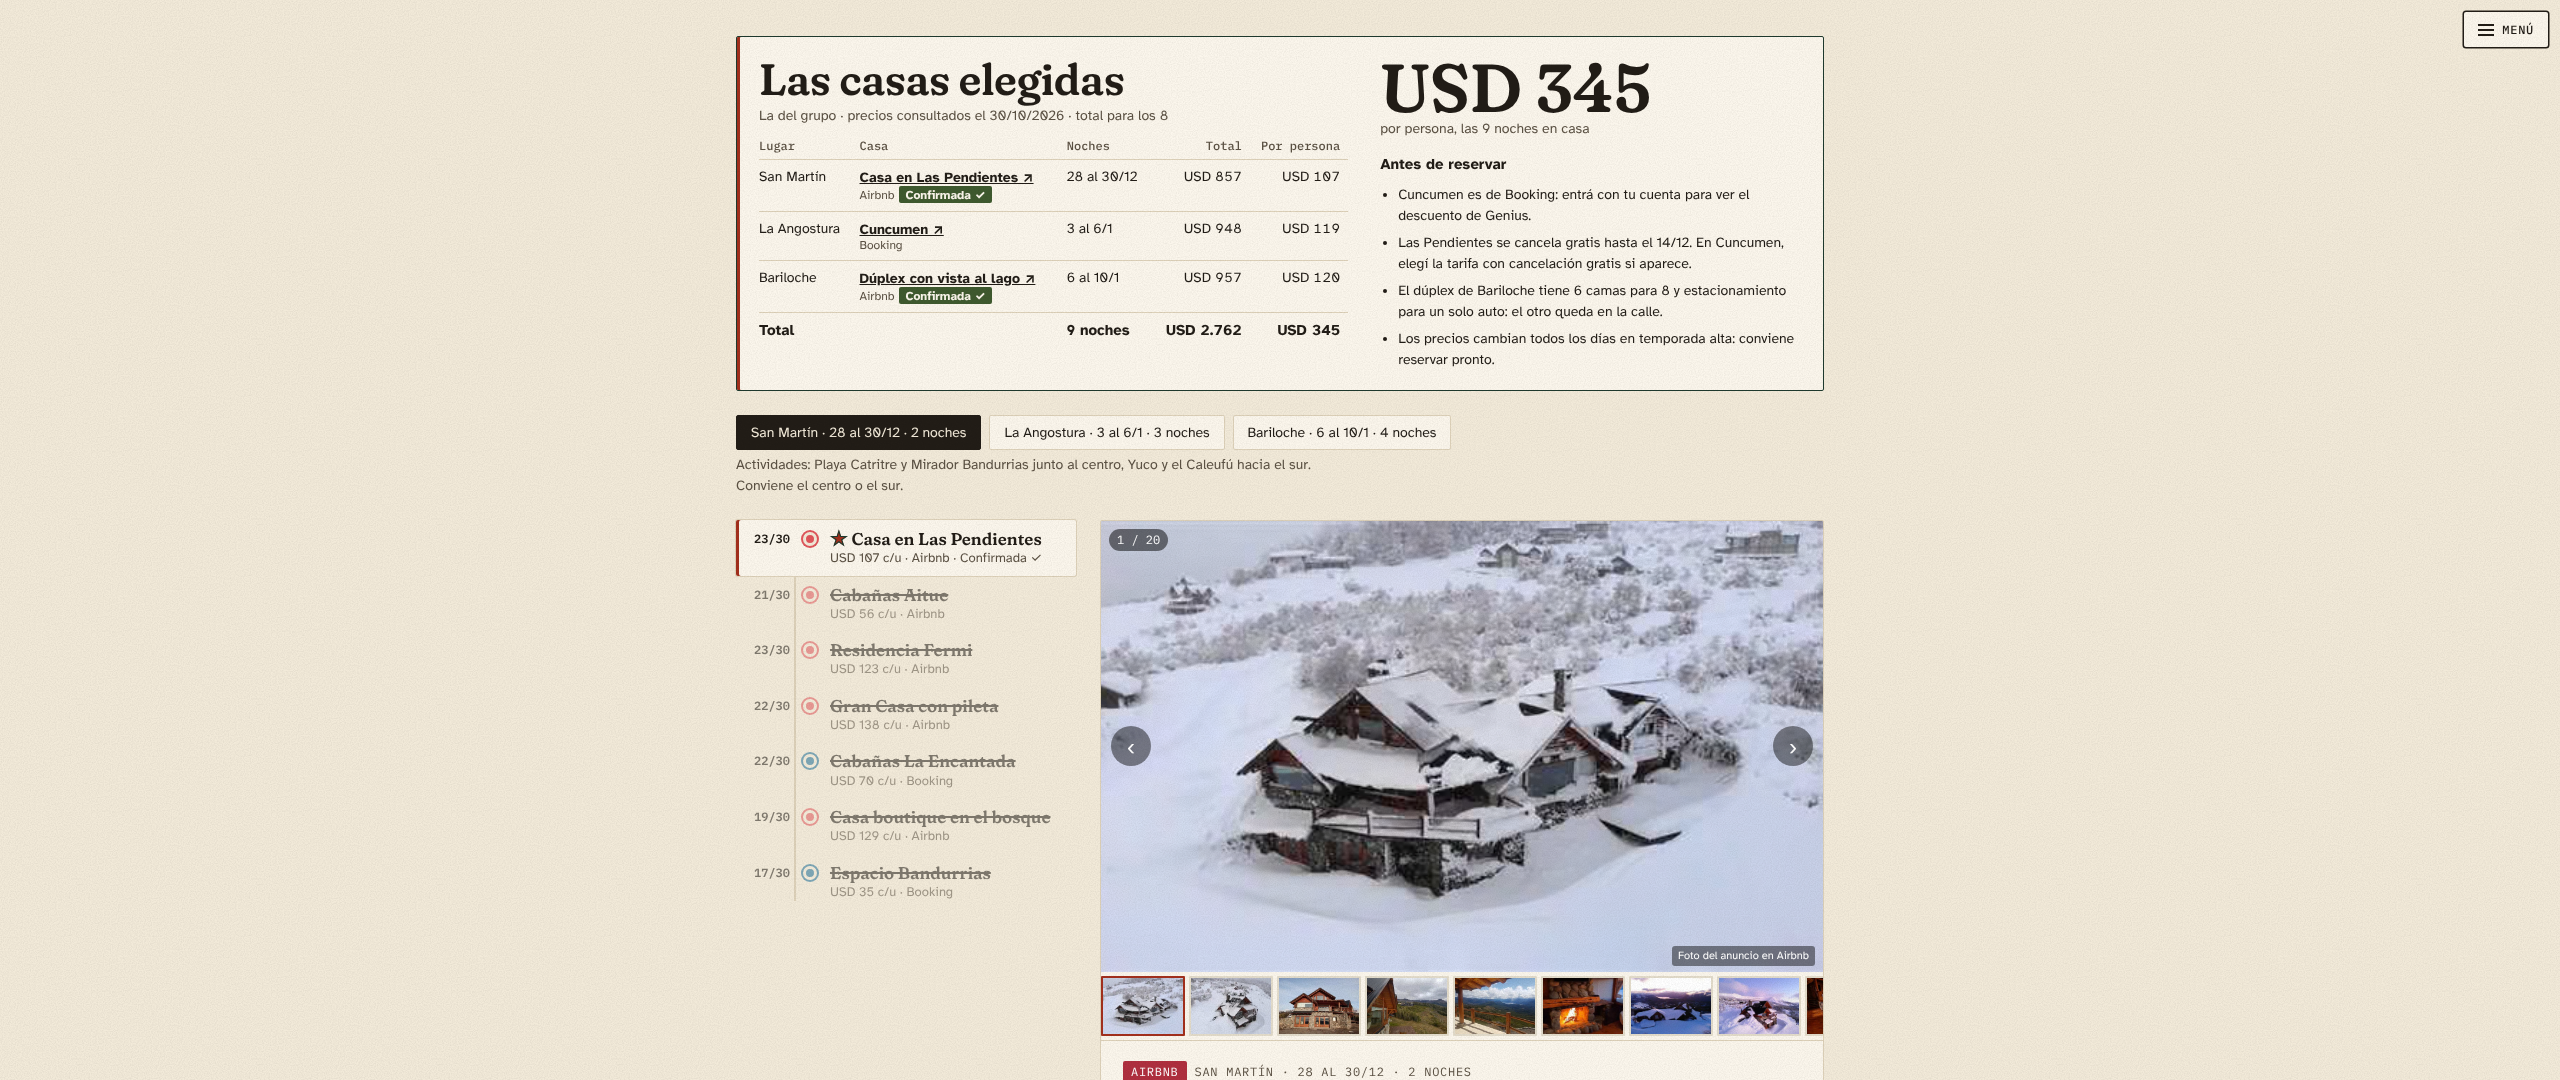 MENÚ
Las casas elegidas
La del grupo · precios consultados el 30/10/2026 · total para los 8
Lugar Casa Noches Total Por persona
San Martín Casa en Las Pendientes ↗ 28 al 30/12 USD 857 USD 107
Airbnb Confirmada ✓
La Angostura Cuncumen ↗ 3 al 6/1 USD 948 USD 119
Booking
Bariloche Dúplex con vista al lago ↗ 6 al 10/1 USD 957 USD 120
Airbnb Confirmada ✓
Total 9 noches USD 2.762 USD 345
USD 345
por persona, las 9 noches en casa
Antes de reservar
• Cuncumen es de Booking: entrá con tu cuenta para ver el
descuento de Genius.
• Las Pendientes se cancela gratis hasta el 14/12. En Cuncumen,
elegí la tarifa con cancelación gratis si aparece.
• El dúplex de Bariloche tiene 6 camas para 8 y estacionamiento
para un solo auto: el otro queda en la calle.
• Los precios cambian todos los días en temporada alta: conviene
reservar pronto.
San Martín · 28 al 30/12 · 2 noches
La Angostura · 3 al 6/1 · 3 noches
Bariloche · 6 al 10/1 · 4 noches
Actividades: Playa Catritre y Mirador Bandurrias junto al centro, Yuco y el Caleufú hacia el sur.
Conviene el centro o el sur.
23/30 ★ Casa en Las Pendientes
USD 107 c/u · Airbnb · Confirmada ✓
21/30 Cabañas Aitue
USD 56 c/u · Airbnb
23/30 Residencia Fermi
USD 123 c/u · Airbnb
22/30 Gran Casa con pileta
USD 138 c/u · Airbnb
22/30 Cabañas La Encantada
USD 70 c/u · Booking
19/30 Casa boutique en el bosque
USD 129 c/u · Airbnb
17/30 Espacio Bandurrias
USD 35 c/u · Booking
1 / 20
‹ ›
Foto del anuncio en Airbnb
AIRBNB SAN MARTÍN · 28 AL 30/12 · 2 NOCHES